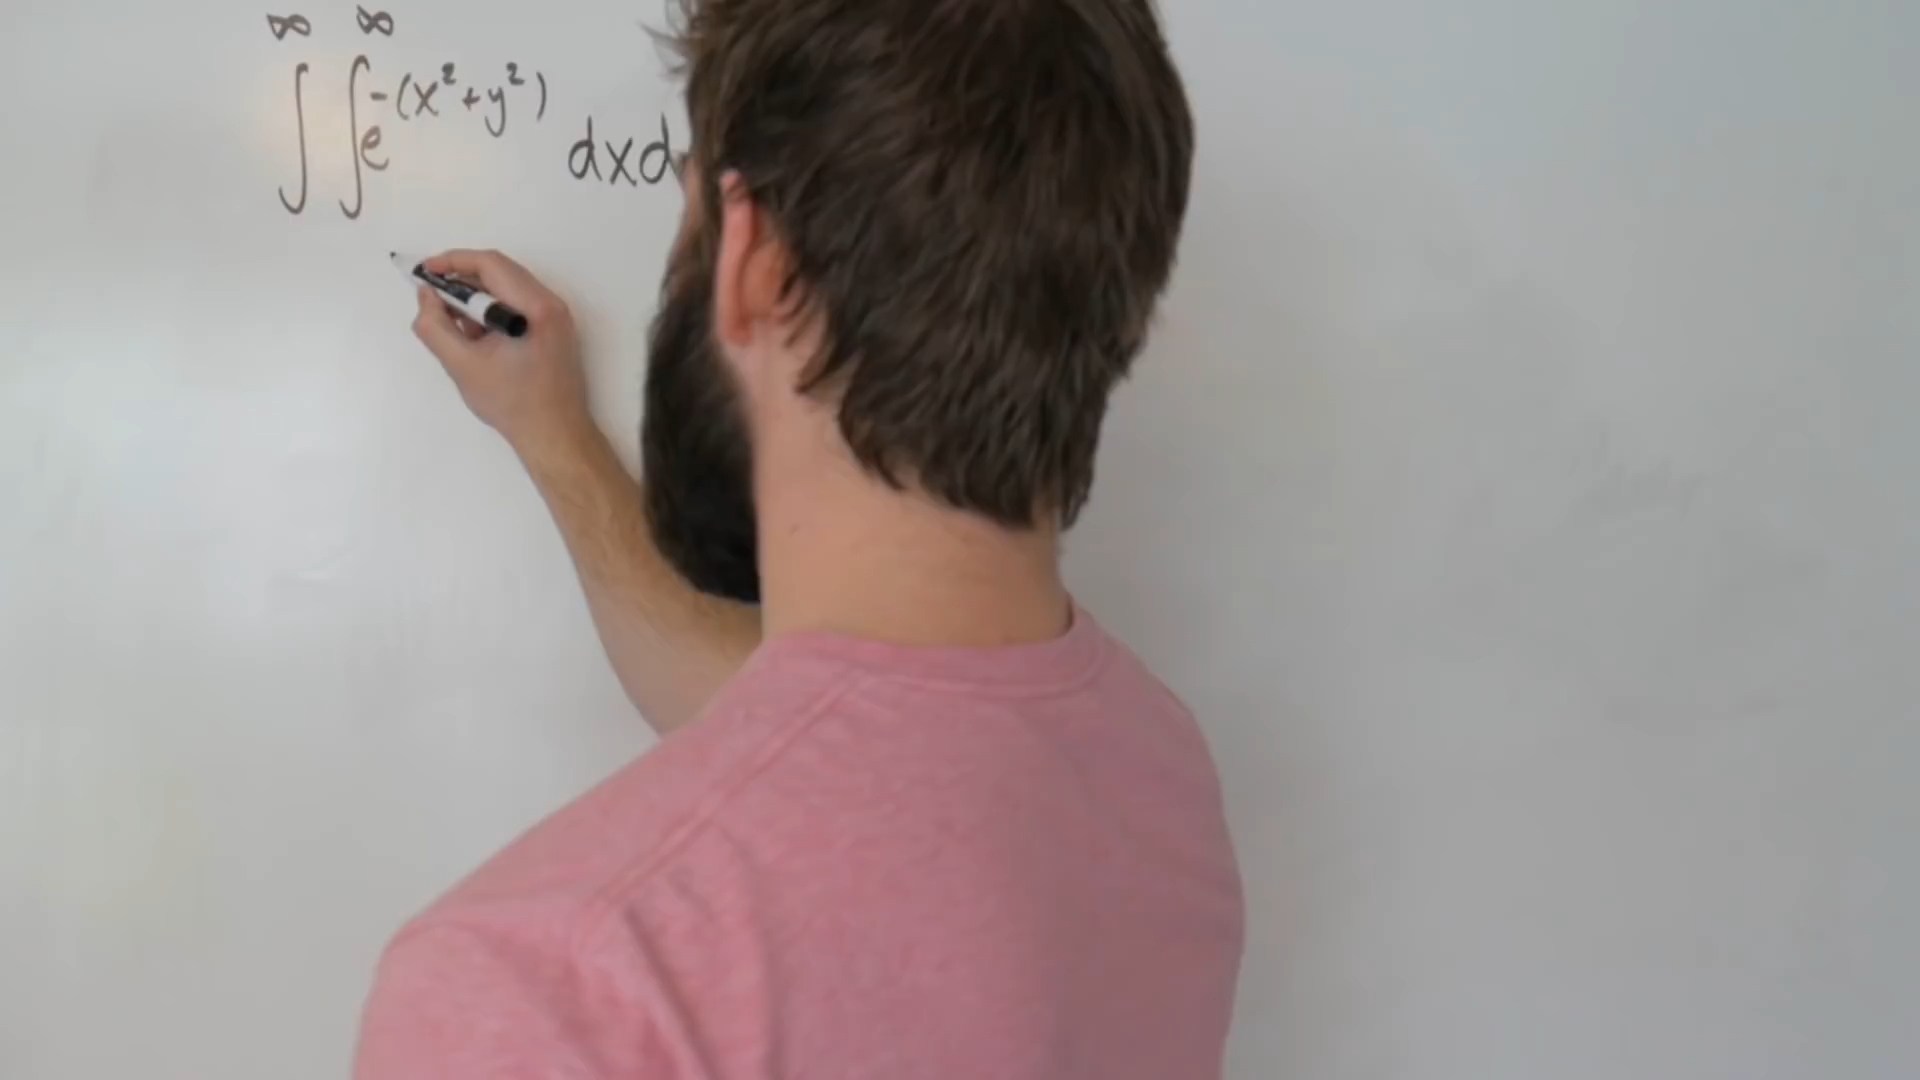 ∞ ∞
∫ ∫ e^-(x²+y²) dxd